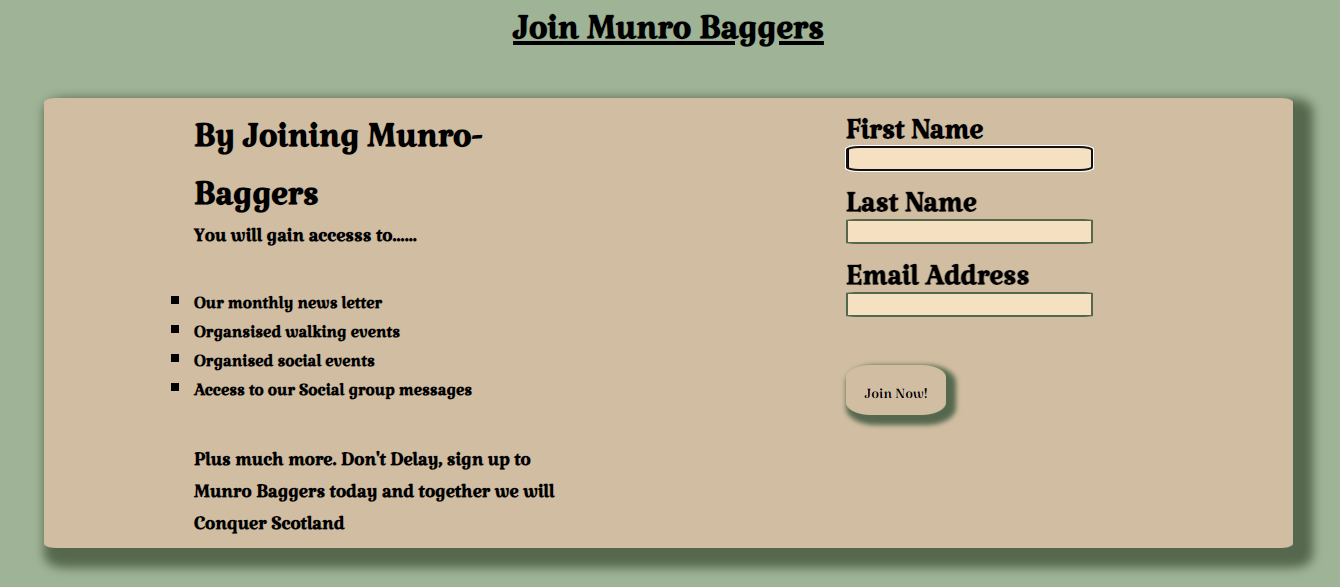 Join Munro Baggers
By Joining Munro-
Baggers
You will gain accesss to......
Our monthly news letter
Organsised walking events
Organised social events
Access to our Social group messages
Plus much more. Don't Delay, sign up to
Munro Baggers today and together we will
Conquer Scotland
First Name
Last Name
Email Address
Join Now!